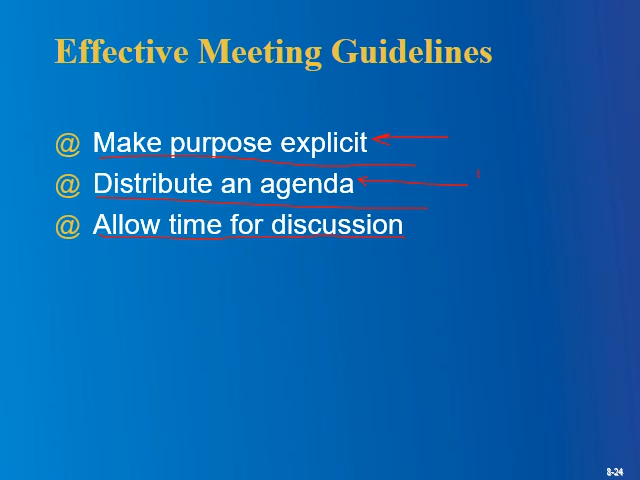 Effective Meeting Guidelines
@ Make purpose explicit
@ Distribute an agenda
@ Allow time for discussion
8-24